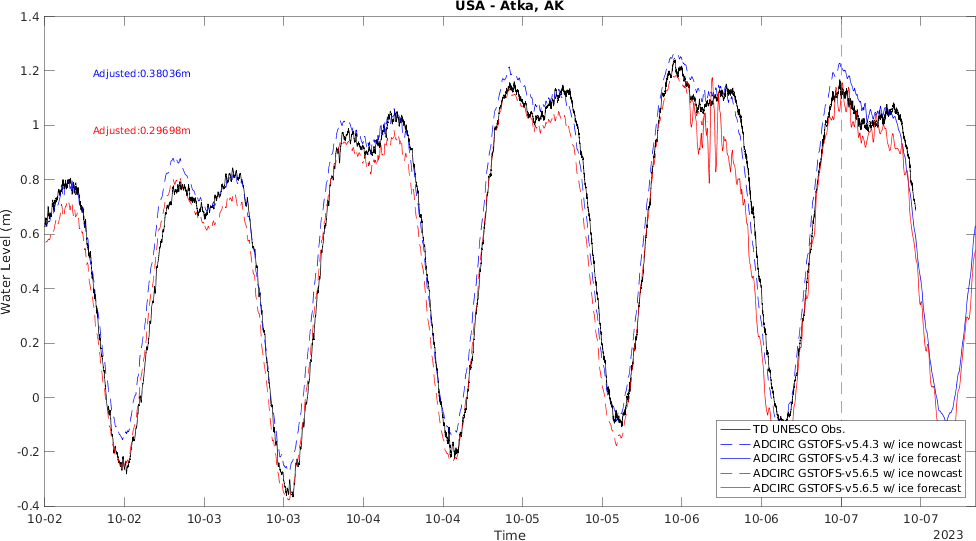 USA - Atka, AK
Adjusted:0.38036m
Adjusted:0.29698m
Water Level (m)
1.4
1.2
1
0.8
0.6
0.4
0.2
0
-0.2
-0.4
TD UNESCO Obs.
ADCIRC GSTOFS-v5.4.3 w/ ice nowcast
ADCIRC GSTOFS-v5.4.3 w/ ice forecast
ADCIRC GSTOFS-v5.6.5 w/ ice nowcast
ADCIRC GSTOFS-v5.6.5 w/ ice forecast
10-02 10-02 10-03 10-03 10-04 10-04 10-05 10-05 10-06 10-06 10-07 10-07
Time
2023